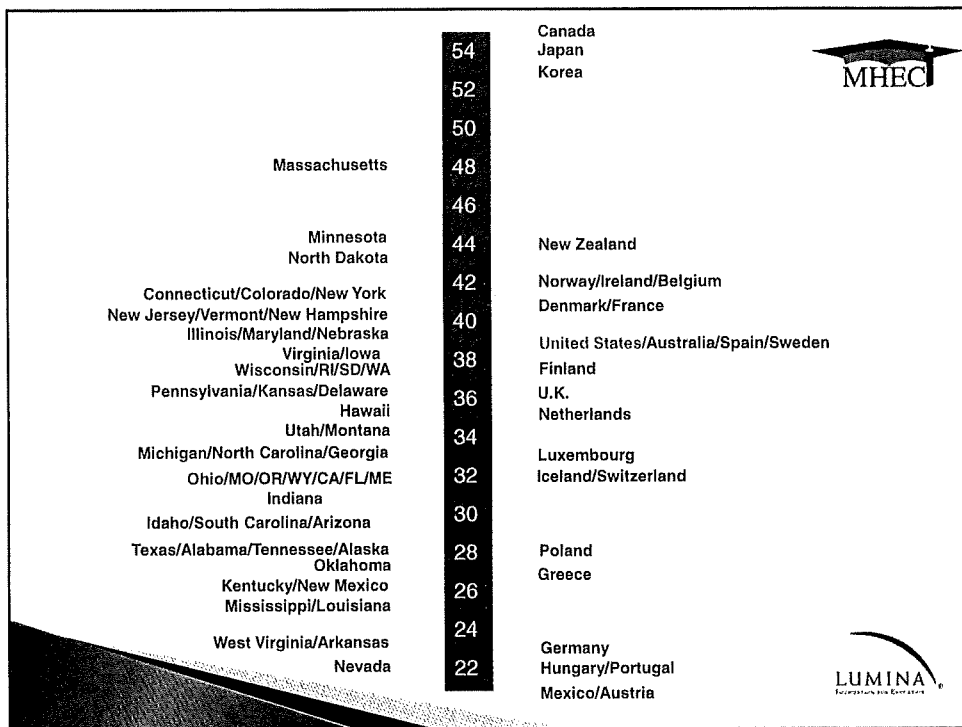 Canada
54 Japan
Korea
MHEC
52
50
Massachusetts 48
46
Minnesota 44 New Zealand
North Dakota
42 Norway/Ireland/Belgium
Connecticut/Colorado/New York Denmark/France
New Jersey/Vermont/New Hampshire 40
Illinois/Maryland/Nebraska
United States/Australia/Spain/Sweden
Virginia/Iowa 38
Wisconsin/RI/SD/WA Finland
Pennsylvania/Kansas/Delaware 36 U.K.
Hawaii Netherlands
Utah/Montana 34
Michigan/North Carolina/Georgia Luxembourg
Ohio/MO/OR/WY/CA/FL/ME 32 Iceland/Switzerland
Indiana
30
Idaho/South Carolina/Arizona
Texas/Alabama/Tennessee/Alaska 28 Poland
Oklahoma Greece
Kentucky/New Mexico 26
Mississippi/Louisiana
24
West Virginia/Arkansas Germany
Nevada 22 Hungary/Portugal
Mexico/Austria
LUMINA
FOUNDATION FOR EDUCATION